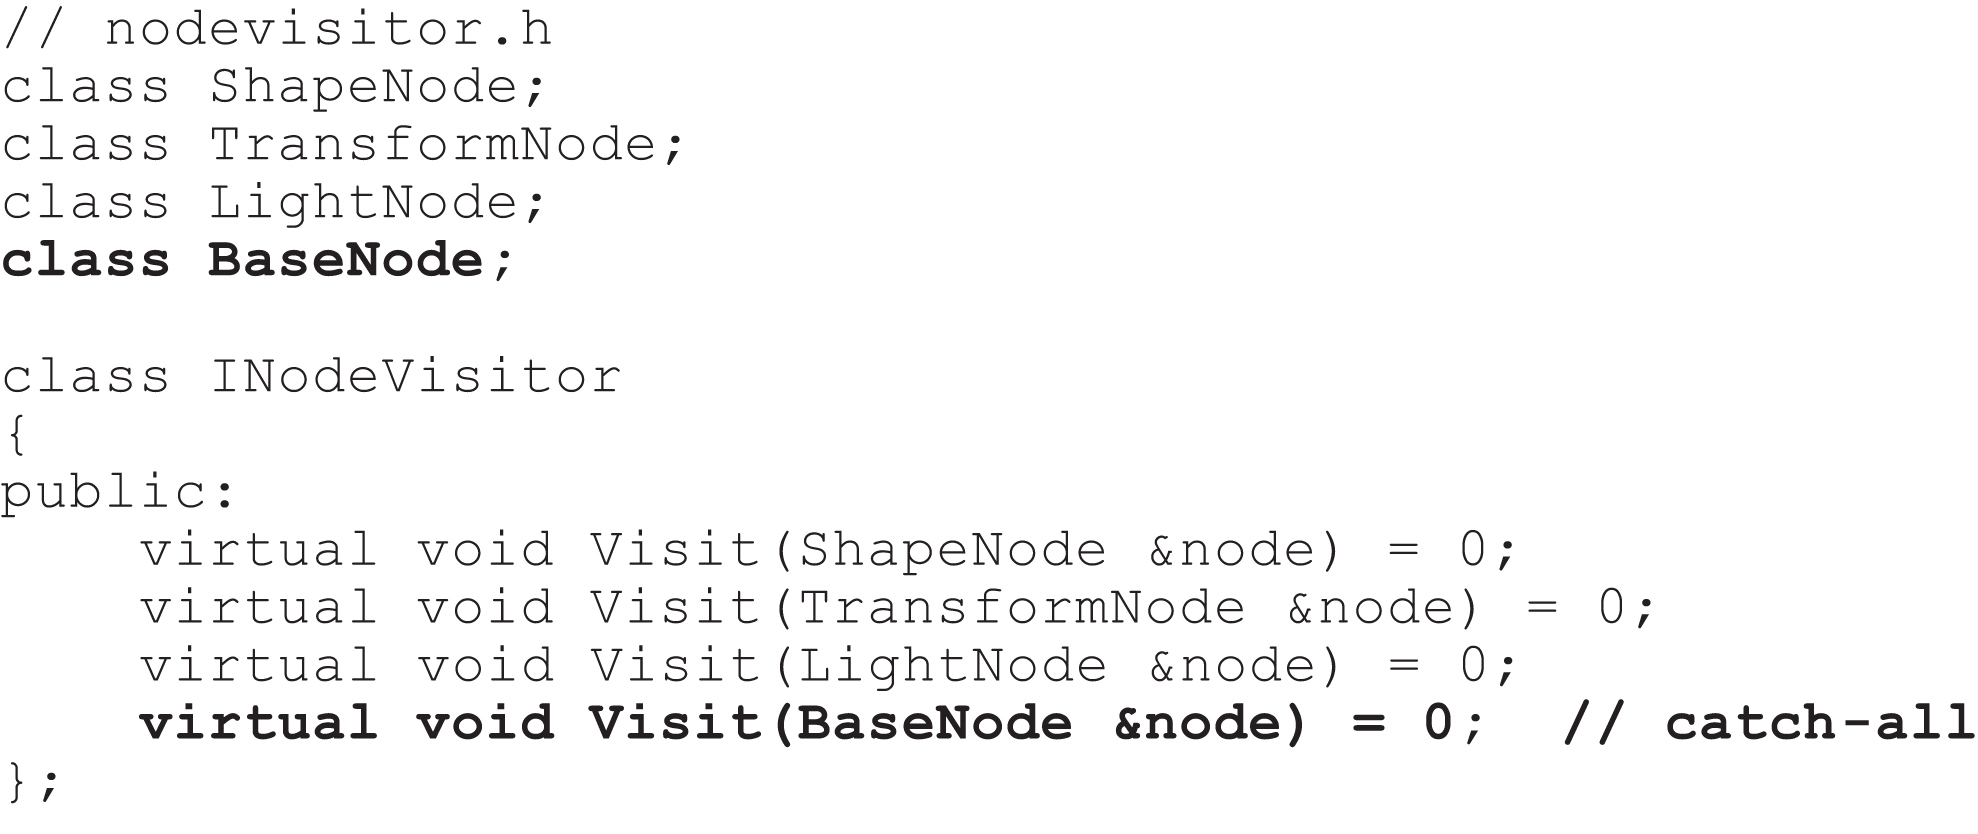 // nodevisitor.h
class ShapeNode;
class TransformNode;
class LightNode;
class BaseNode;

class INodeVisitor
{
public:
    virtual void Visit(ShapeNode &node) = 0;
    virtual void Visit(TransformNode &node) = 0;
    virtual void Visit(LightNode &node) = 0;
    virtual void Visit(BaseNode &node) = 0;  // catch-all
};